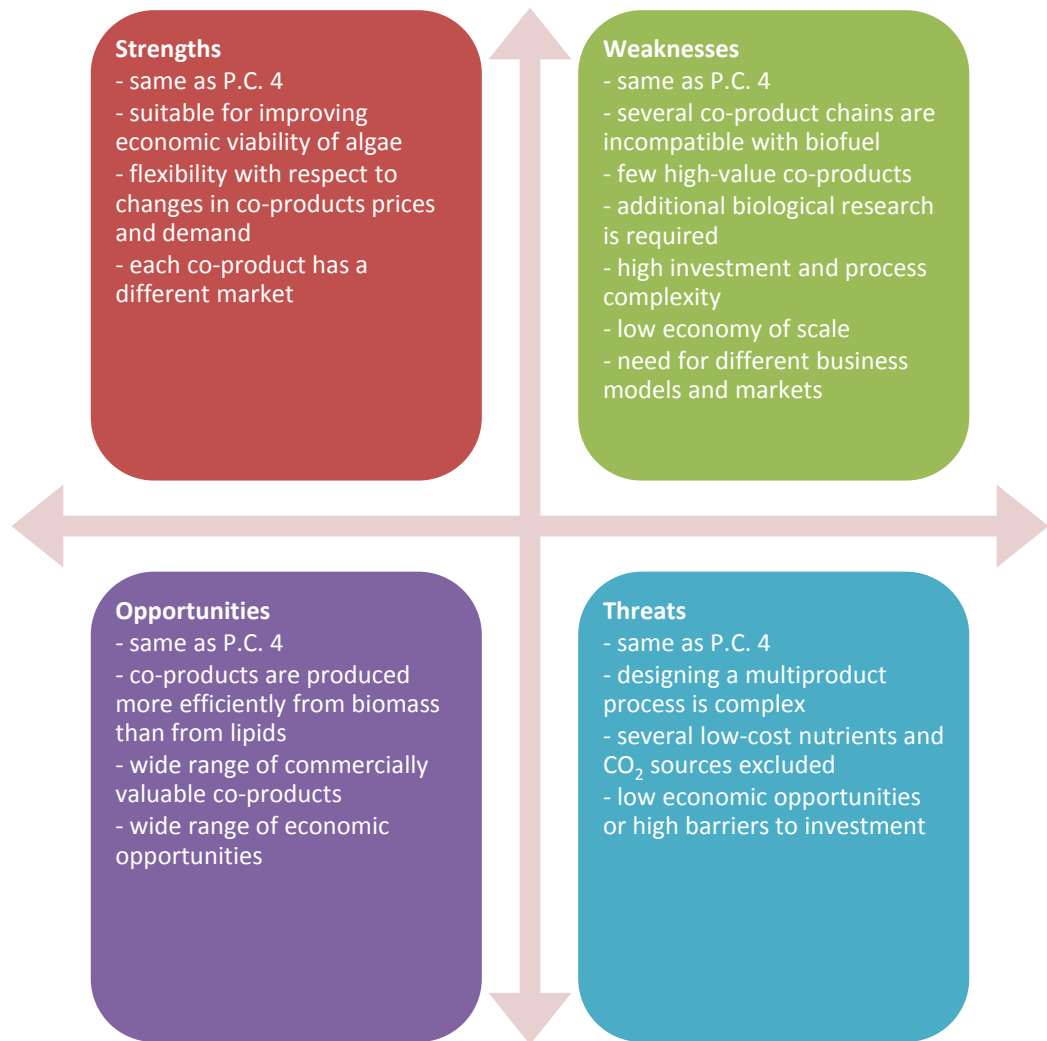 Strengths
- same as P.C. 4
- suitable for improving
economic viability of algae
- flexibility with respect to
changes in co-products prices
and demand
- each co-product has a
different market
Weaknesses
- same as P.C. 4
- several co-product chains are
incompatible with biofuel
- few high-value co-products
- additional biological research
is required
- high investment and process
complexity
- low economy of scale
- need for different business
models and markets
Opportunities
- same as P.C. 4
- co-products are produced
more efficiently from biomass
than from lipids
- wide range of commercially
valuable co-products
- wide range of economic
opportunities
Threats
- same as P.C. 4
- designing a multiproduct
process is complex
- several low-cost nutrients and
CO₂ sources excluded
- low economic opportunities
or high barriers to investment